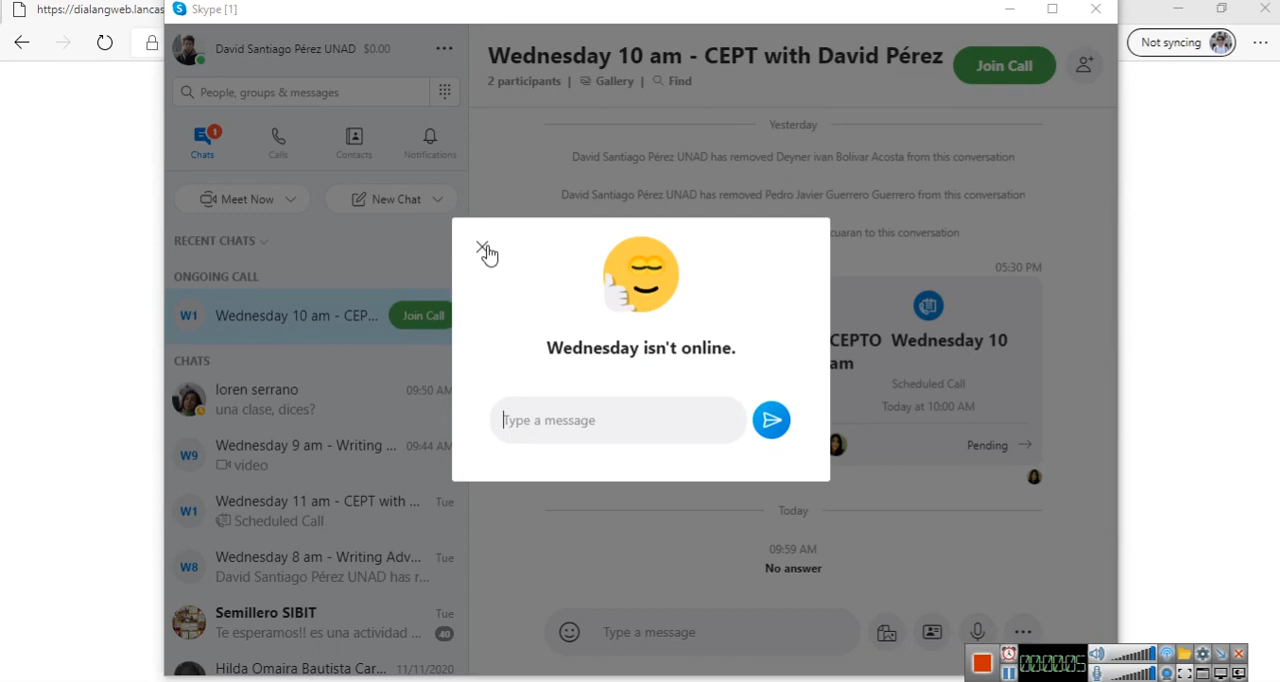 https://dialangweb.lancas
Skype [1]
Not syncing
David Santiago Pérez UNAD $0.00
People, groups & messages
Chats
1
Calls
Contacts
Notifications
Meet Now
New Chat
RECENT CHATS
ONGOING CALL
W1
Wednesday 10 am - CEP...
Join Call
CHATS
loren serrano
09:50 AM
una clase, dices?
W9
Wednesday 9 am - Writing ...
09:44 AM
video
W1
Wednesday 11 am - CEPT with ...
Tue
Scheduled Call
W8
Wednesday 8 am - Writing Adv...
Tue
David Santiago Pérez UNAD has r...
Semillero SIBIT
Tue
Te esperamos!! es una actividad ...
40
Hilda Omaira Bautista Car...
11/11/2020
Wednesday 10 am - CEPT with David Pérez
Join Call
2 participants | Gallery | Find
Yesterday
David Santiago Pérez UNAD has removed Deyner ivan Bolivar Acosta from this conversation
David Santiago Pérez UNAD has removed Pedro Javier Guerrero Guerrero from this conversation
cuaran to this conversation
05:30 PM
CEPTO Wednesday 10
am
Scheduled Call
Today at 10:00 AM
Pending
Wednesday isn't online.
Type a message
Today
09:59 AM
No answer
Type a message
000005